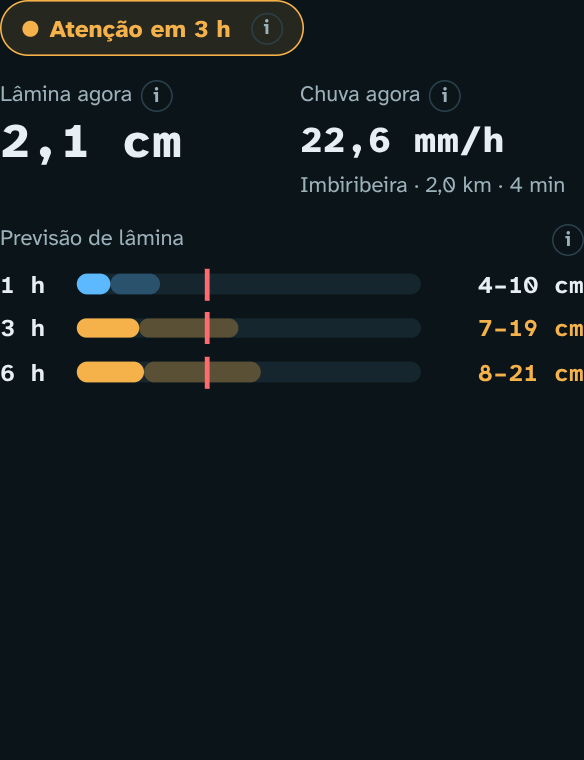 Atenção em 3 h i
Lâmina agora i
2,1 cm
Chuva agora i
22,6 mm/h
Imbiribeira · 2,0 km · 4 min
Previsão de lâmina i
1 h 4–10 cm
3 h 7–19 cm
6 h 8–21 cm